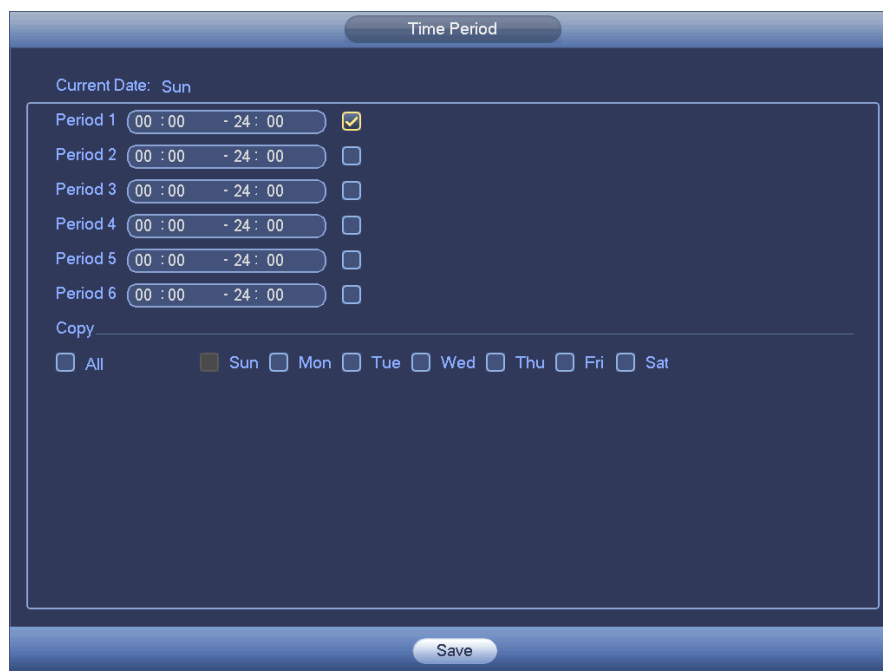 Time Period
Current Date: Sun
Period 1 00 :00 - 24 : 00
Period 2 00 :00 - 24 : 00
Period 3 00 :00 - 24 : 00
Period 4 00 :00 - 24 : 00
Period 5 00 :00 - 24 : 00
Period 6 00 :00 - 24 : 00
Copy
All Sun Mon Tue Wed Thu Fri Sat
Save